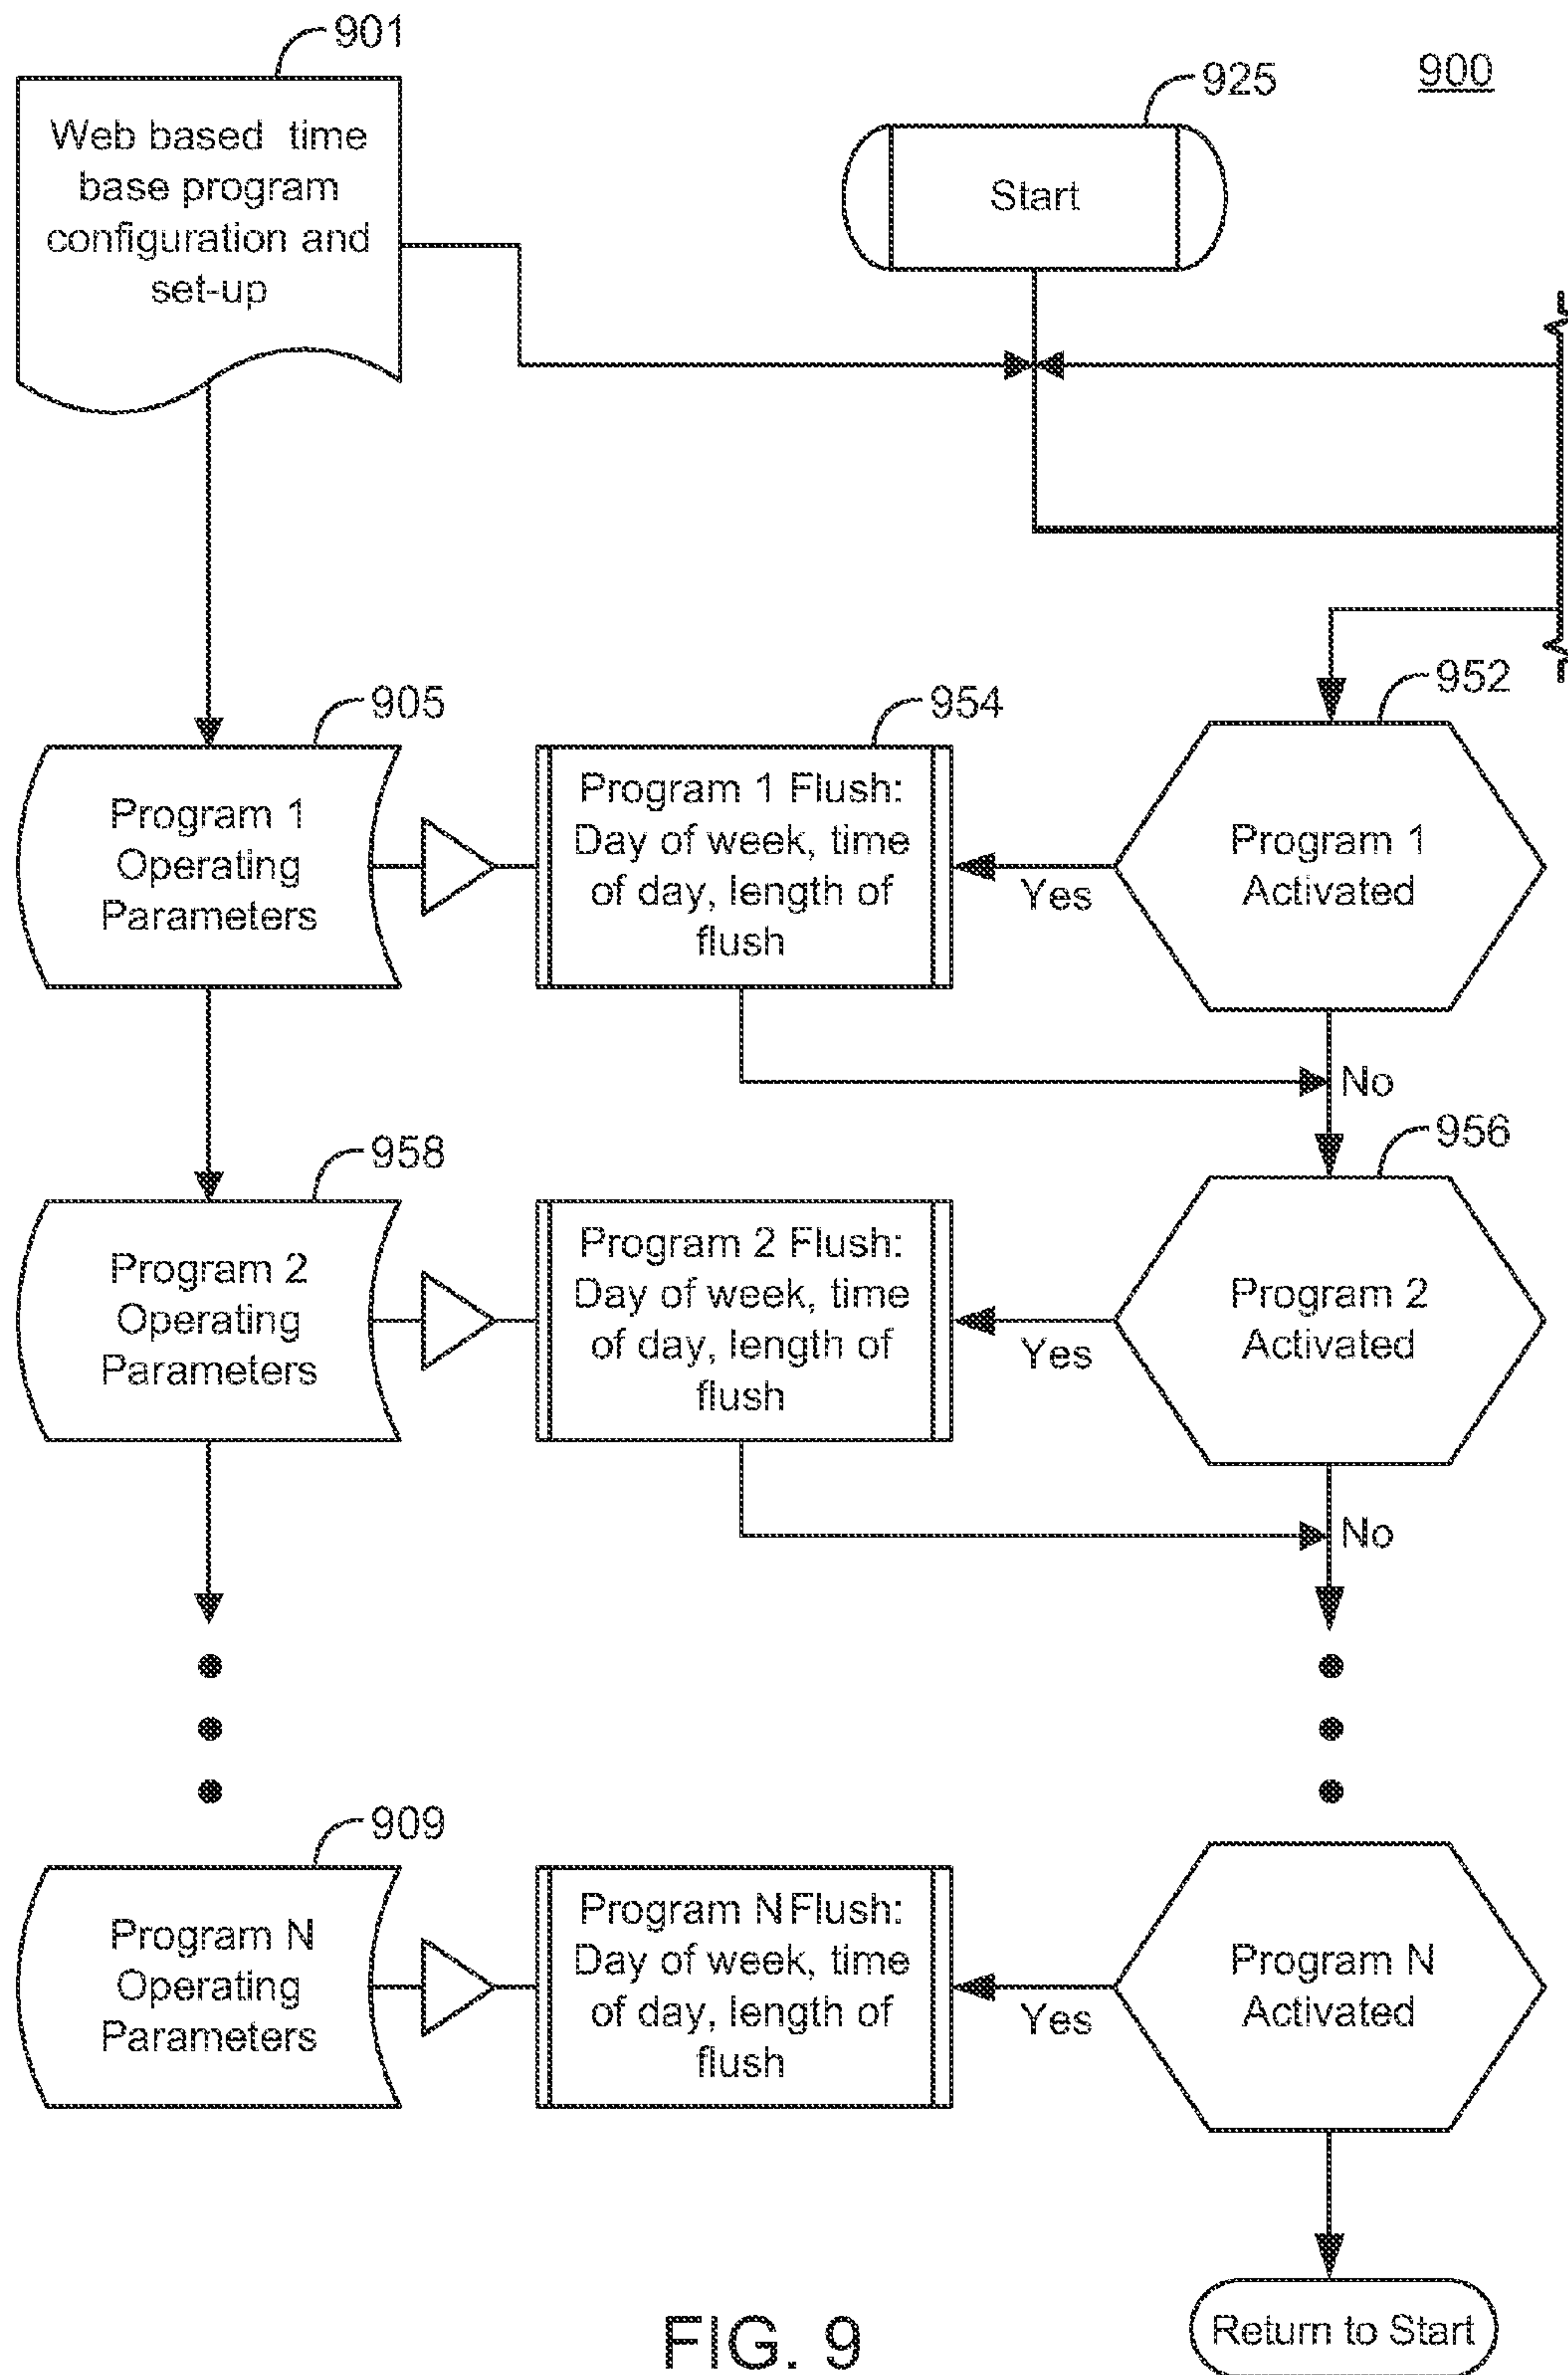 901
Web based time
base program
configuration and
set-up
925
Start
900
905
Program 1
Operating
Parameters
954
Program 1 Flush:
Day of week, time
of day, length of
flush
Yes
952
Program 1
Activated
No
958
Program 2
Operating
Parameters
Program 2 Flush:
Day of week, time
of day, length of
flush
Yes
956
Program 2
Activated
No
909
Program N
Operating
Parameters
Program N Flush:
Day of week, time
of day, length of
flush
Yes
Program N
Activated
Return to Start
FIG. 9